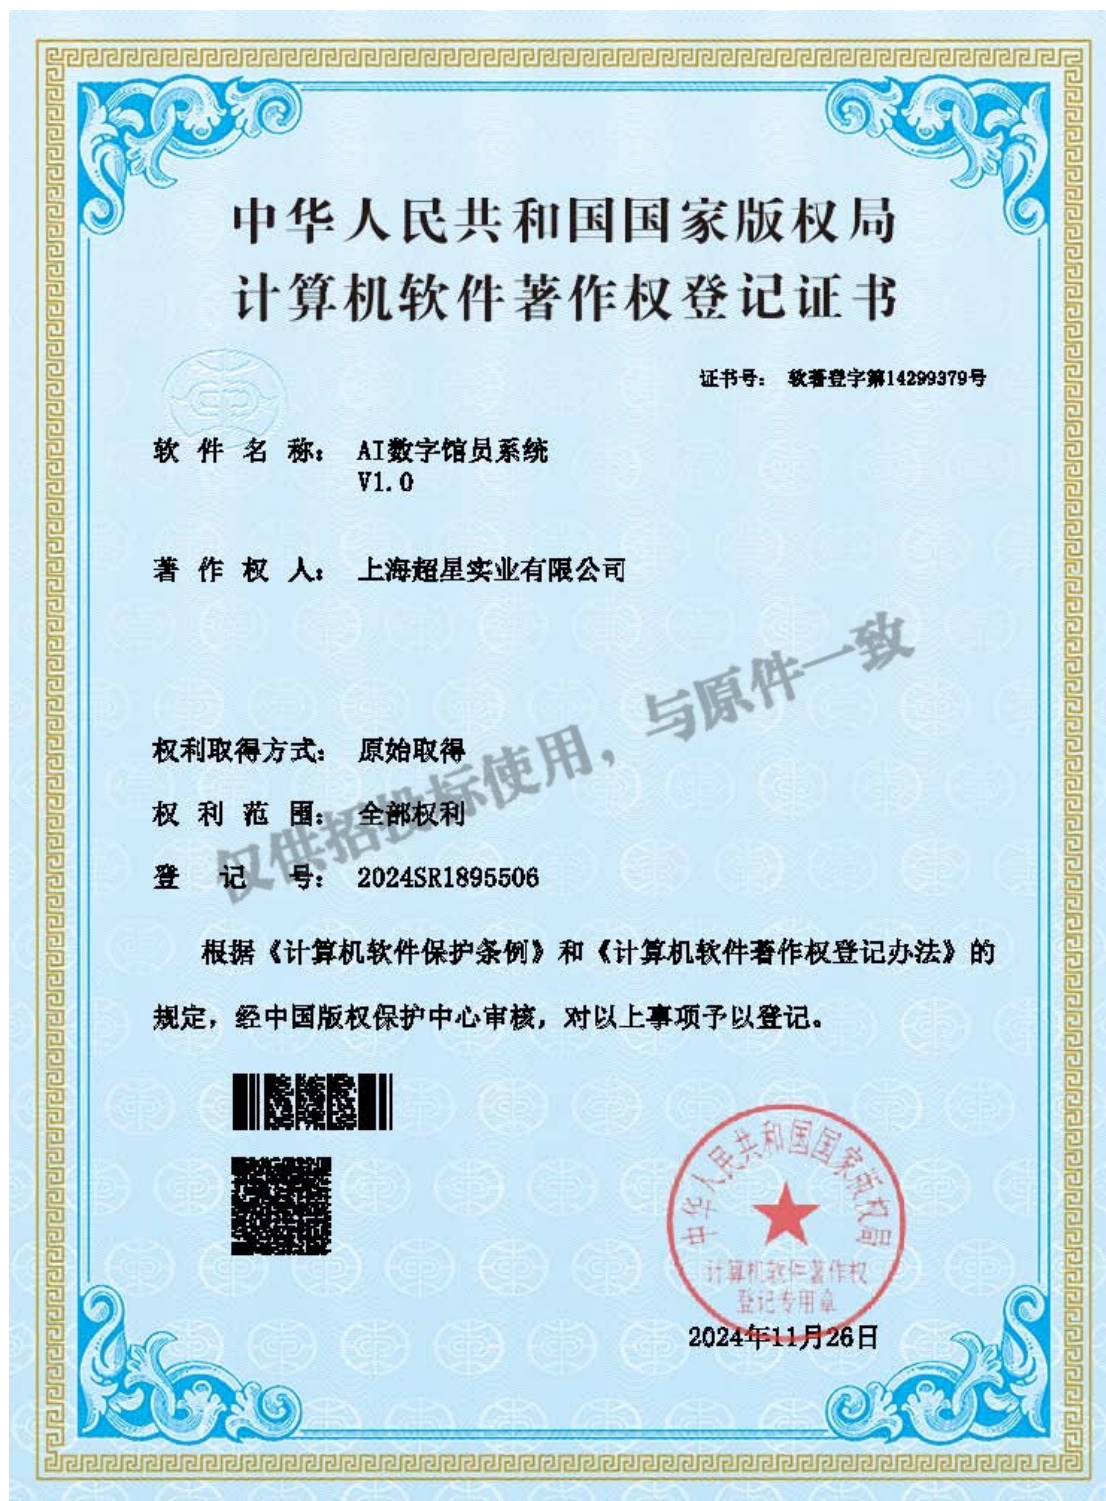 中华人民共和国国家版权局
计算机软件著作权登记证书
证书号： 软著登字第14299379号
软件名称： AI数字馆员系统
V1.0
著作权人： 上海超星实业有限公司
权利取得方式： 原始取得
权利范围： 全部权利
登记号： 2024SR1895506
根据《计算机软件保护条例》和《计算机软件著作权登记办法》的
规定，经中国版权保护中心审核，对以上事项予以登记。
仅供招投标使用，与原件一致
中华人民共和国国家版权局
计算机软件著作权
登记专用章
2024年11月26日